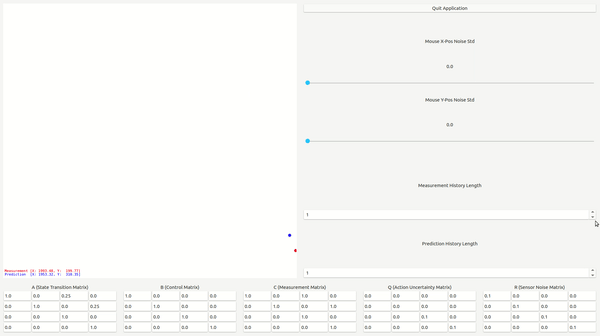 Quit Application
Mouse X-Pos Noise Std
0.0
Mouse Y-Pos Noise Std
0.0
Measurement History Length
1
Prediction History Length
1
Measurement [X:
Prediction [X:
A (State Transition Matrix) B (Control Matrix) C (Measurement Matrix) Q (Action Uncertainty Matrix) R (Sensor Noise Matrix)
1.0 0.0 0.25 0.0 1.0 0.0 0.0 0.0 1.0 0.0 1.0 0.0 0.0 0.0 0.0 0.0 0.1 0.0 0.0 0.0
0.0 1.0 0.0 0.25 0.0 1.0 0.0 0.0 0.0 1.0 0.0 1.0 0.0 0.0 0.0 0.0 0.0 0.1 0.0 0.0
0.0 0.0 1.0 0.0 0.0 0.0 1.0 0.0 0.0 0.0 1.0 0.0 0.0 0.0 0.1 0.0 0.0 0.0 0.1 0.0
0.0 0.0 0.0 1.0 0.0 0.0 0.0 1.0 0.0 0.0 0.0 1.0 0.0 0.0 0.0 0.1 0.0 0.0 0.0 0.1